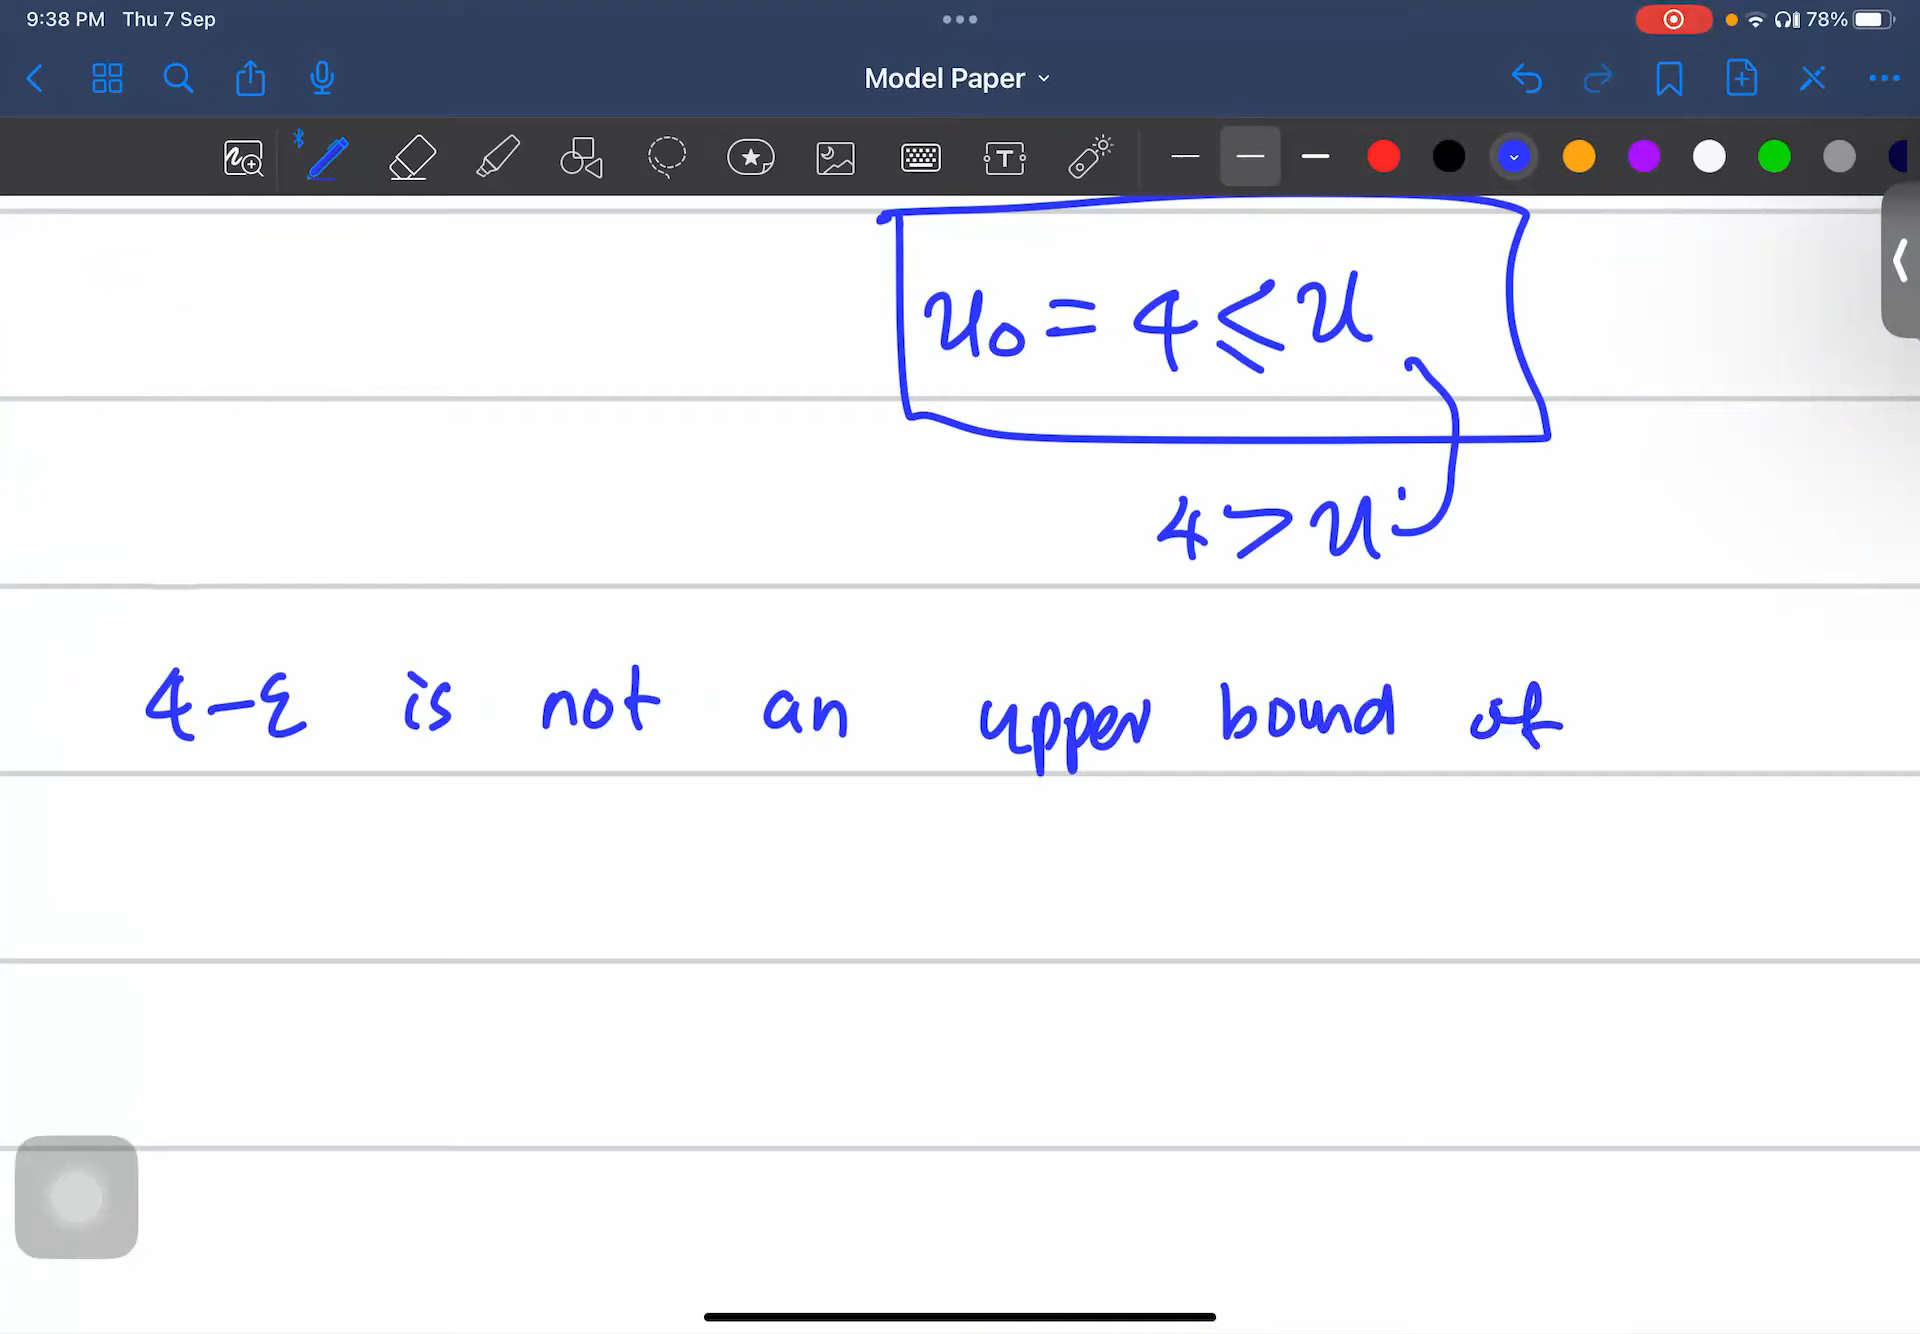 9:38 PM Thu 7 Sep
78%
Model Paper
T
u₀ = 4 ≤ u
4 > u
4-ε is not an upper bound of